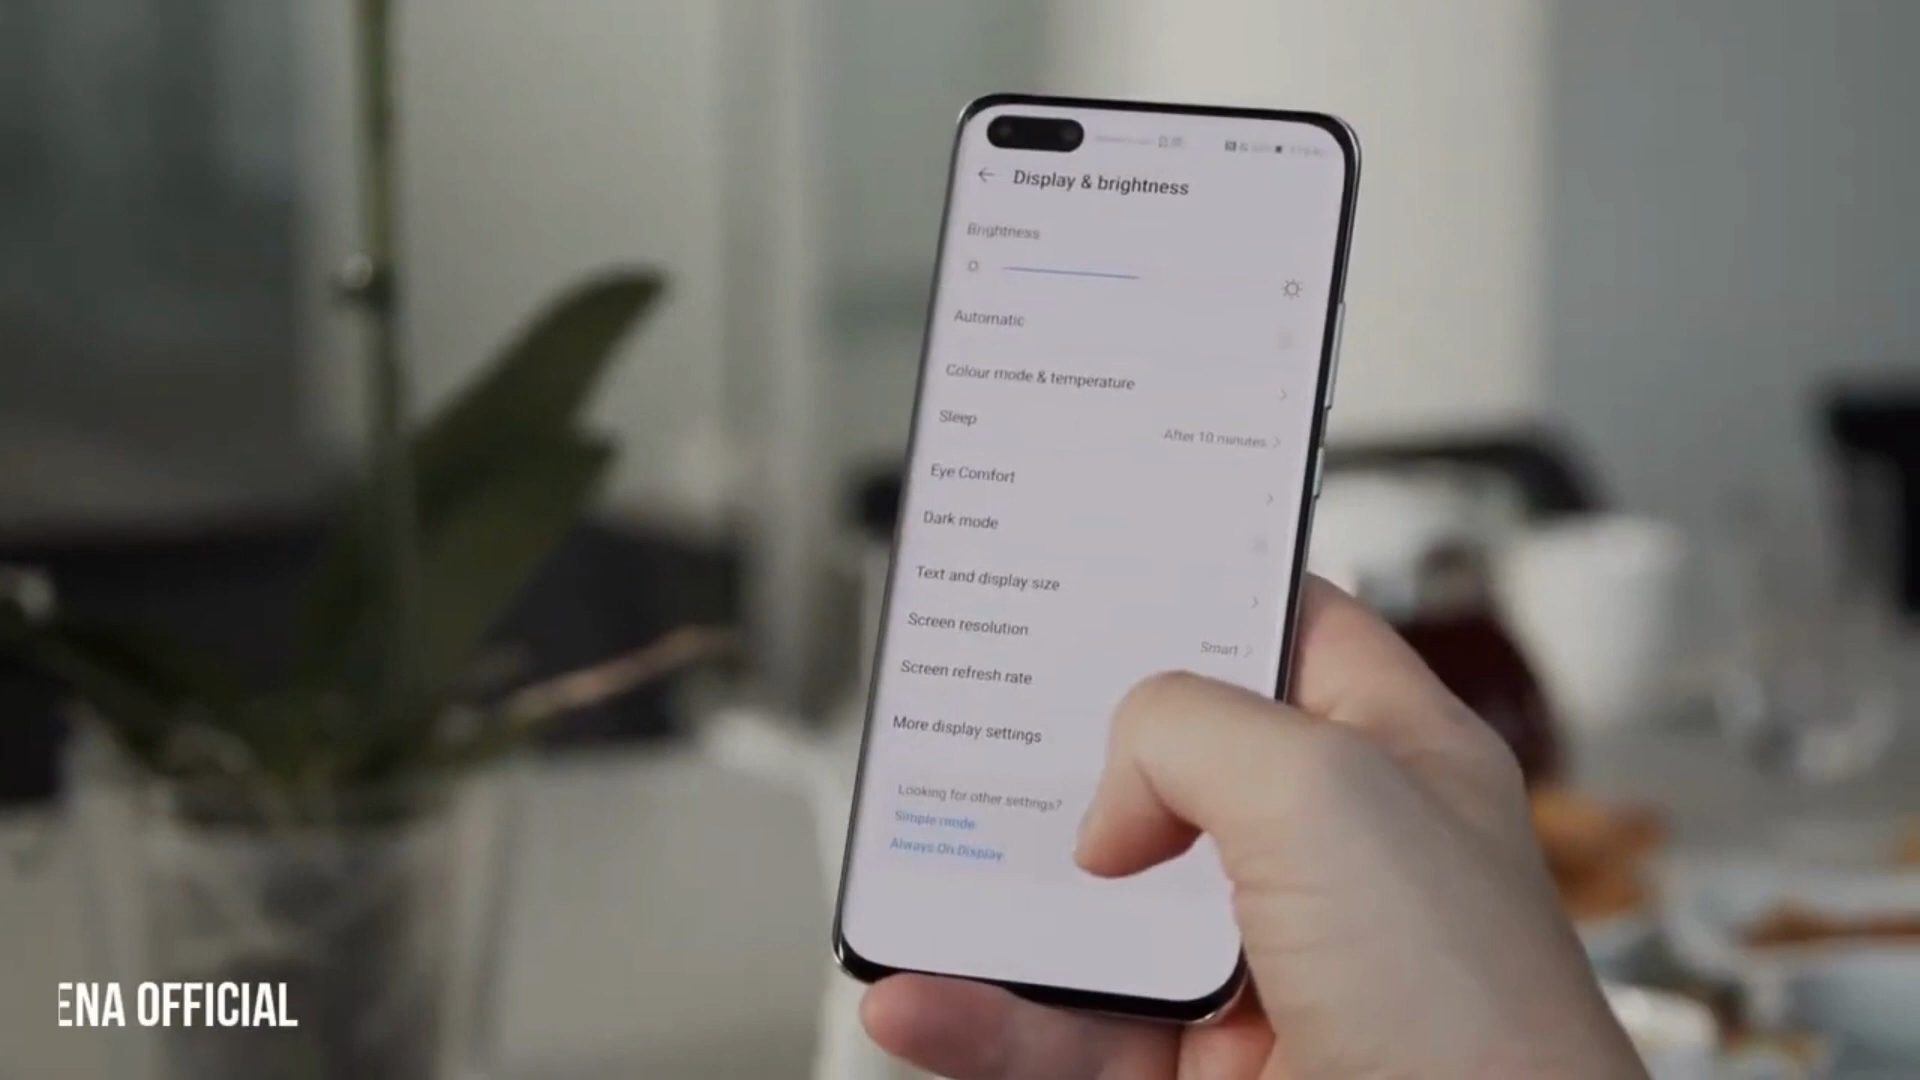 Display & brightness
Brightness
Automatic
Colour mode & temperature
Sleep
After 10 minutes
Eye Comfort
Dark mode
Text and display size
Screen resolution
Smart
Screen refresh rate
More display settings
Looking for other settings?
Simple mode
Always On Display
ENA OFFICIAL